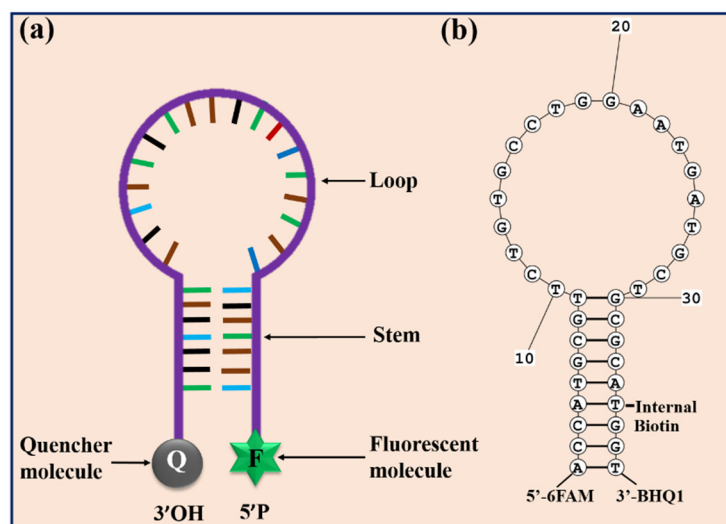 (a)
Loop
Stem
Quencher
molecule
Q
F
Fluorescent
molecule
3′OH
5′P
(b)
20
10
30
A C C A T G C G T T C T G T G C C T G G A A T G A T G C T G C G C A T G G T
Internal
Biotin
5’-6FAM
3’-BHQ1